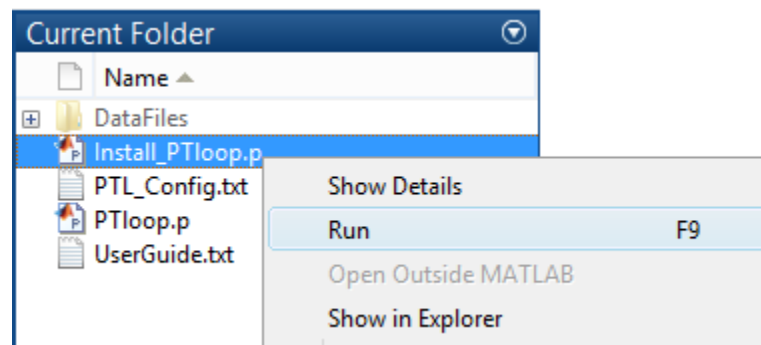 Current Folder
Name
DataFiles
Install_PTloop.p
PTL_Config.txt
PTloop.p
UserGuide.txt
Show Details
Run F9
Open Outside MATLAB
Show in Explorer